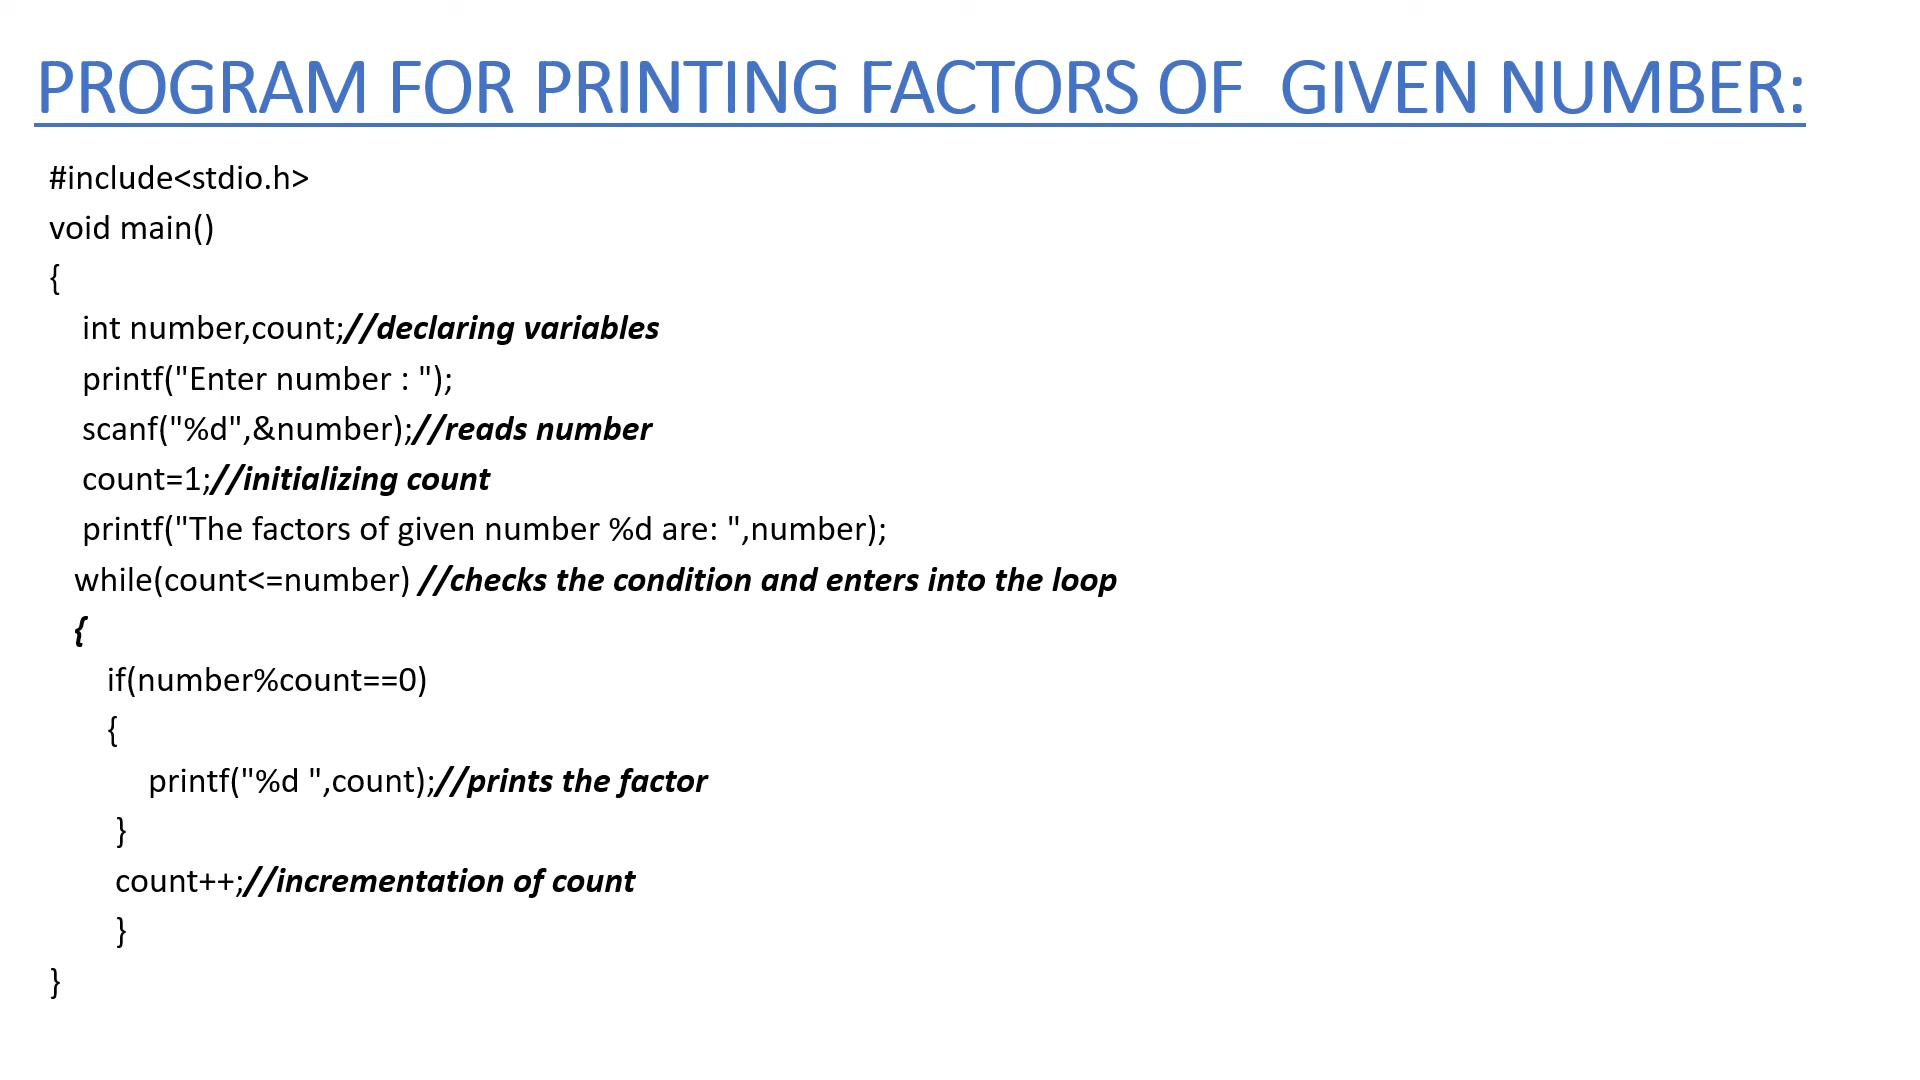 PROGRAM FOR PRINTING FACTORS OF  GIVEN NUMBER:
#include<stdio.h>
void main()
{
int number,count;//declaring variables
printf("Enter number : ");
scanf("%d",&number);//reads number
count=1;//initializing count
printf("The factors of given number %d are: ",number);
while(count<=number) //checks the condition and enters into the loop
{
if(number%count==0)
{
printf("%d ",count);//prints the factor
}
count++;//incrementation of count
}
}